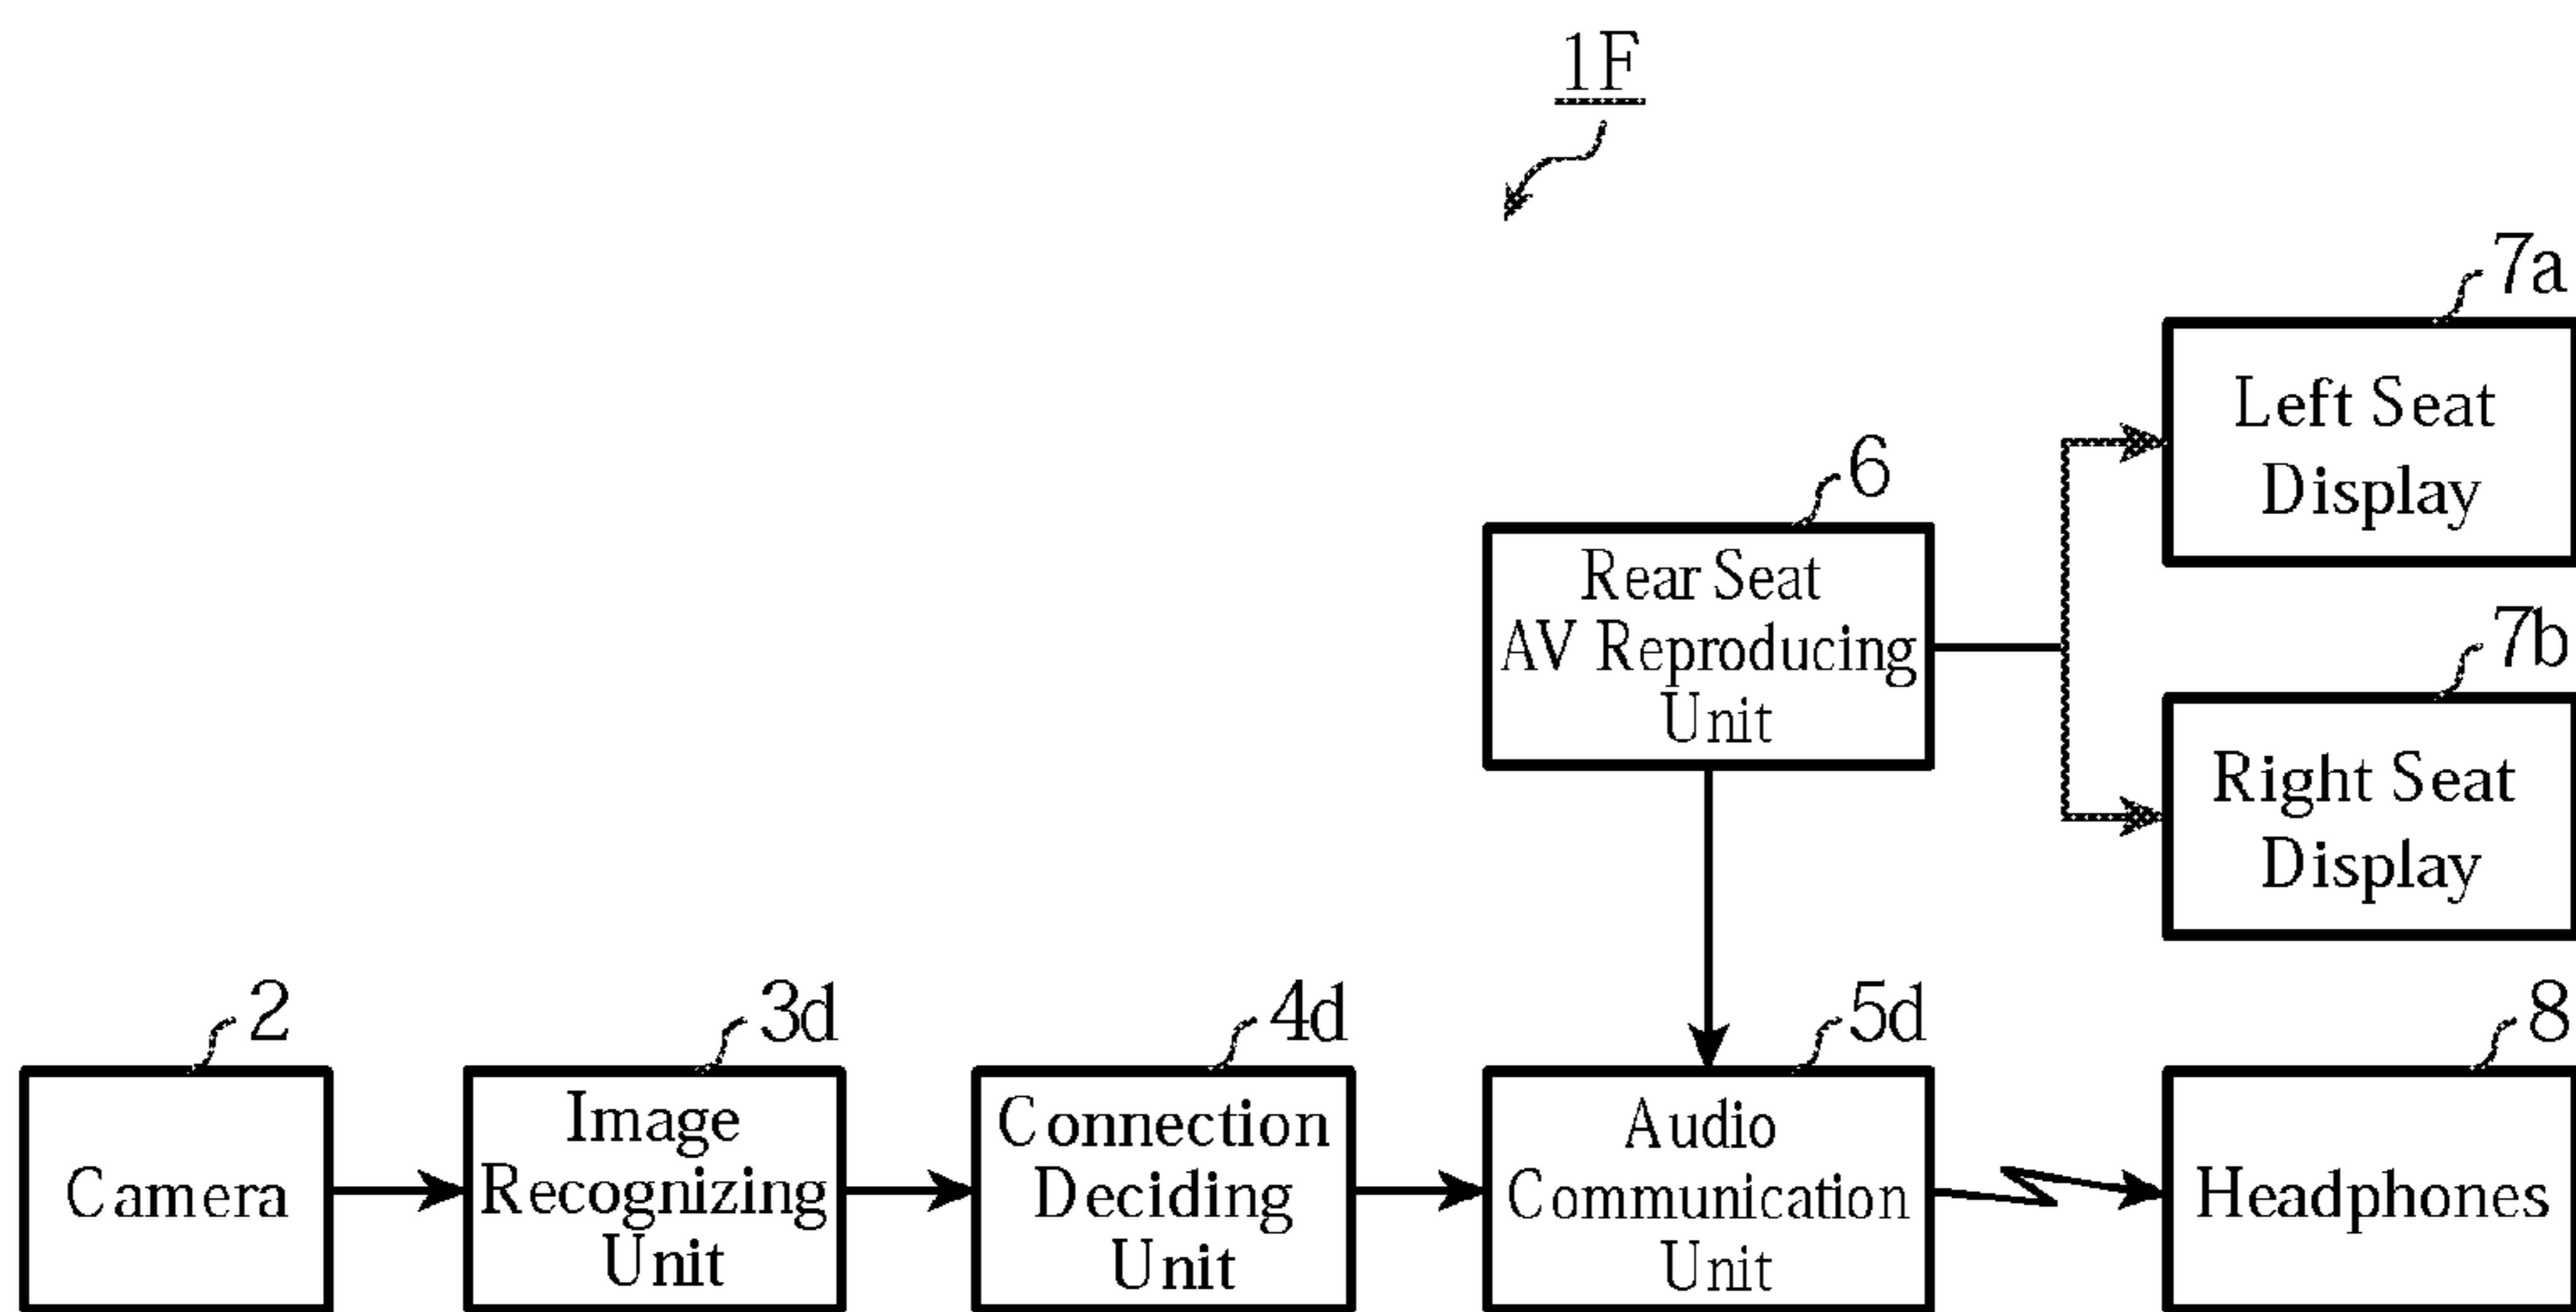 1F
7a
Left Seat
Display
6
Rear Seat
AV Reproducing
Unit
7b
Right Seat
Display
2
Camera
3d
Image
Recognizing
Unit
4d
Connection
Deciding
Unit
5d
Audio
Communication
Unit
8
Headphones